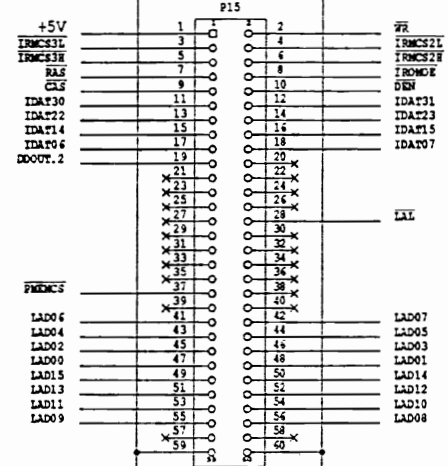 P15
+5V 1 1 2 2 WR
IRMCS3L 3 4 IRMCS2L
IRMCS3H 5 6 IRMCS2H
RAS 7 8 IROMOE
CAS 9 10 DEN
IDAT30 11 12 IDAT31
IDAT22 13 14 IDAT23
IDAT14 15 16 IDAT15
IDAT06 17 18 IDAT07
DDOUT.2 19 20
21 22
23 24
25 26
27 28 LAL
29 30
31 32
33 34
35 36
PMEMCS 37 38
39 40
LAD06 41 42 LAD07
LAD04 43 44 LAD05
LAD02 45 46 LAD03
LAD00 47 48 LAD01
LAD15 49 50 LAD14
LAD13 51 52 LAD12
LAD11 53 54 LAD10
LAD09 55 56 LAD08
57 58
59 60